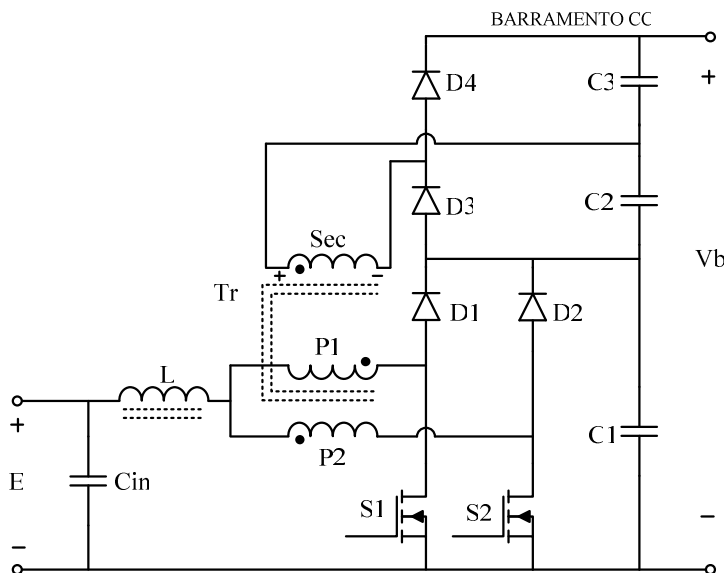 BARRAMENTO CC
+
D4
C3
D3
C2
Sec
+
−
Vb
Tr
D1
D2
P1
L
+
P2
C1
E
Cin
S1
S2
−
−